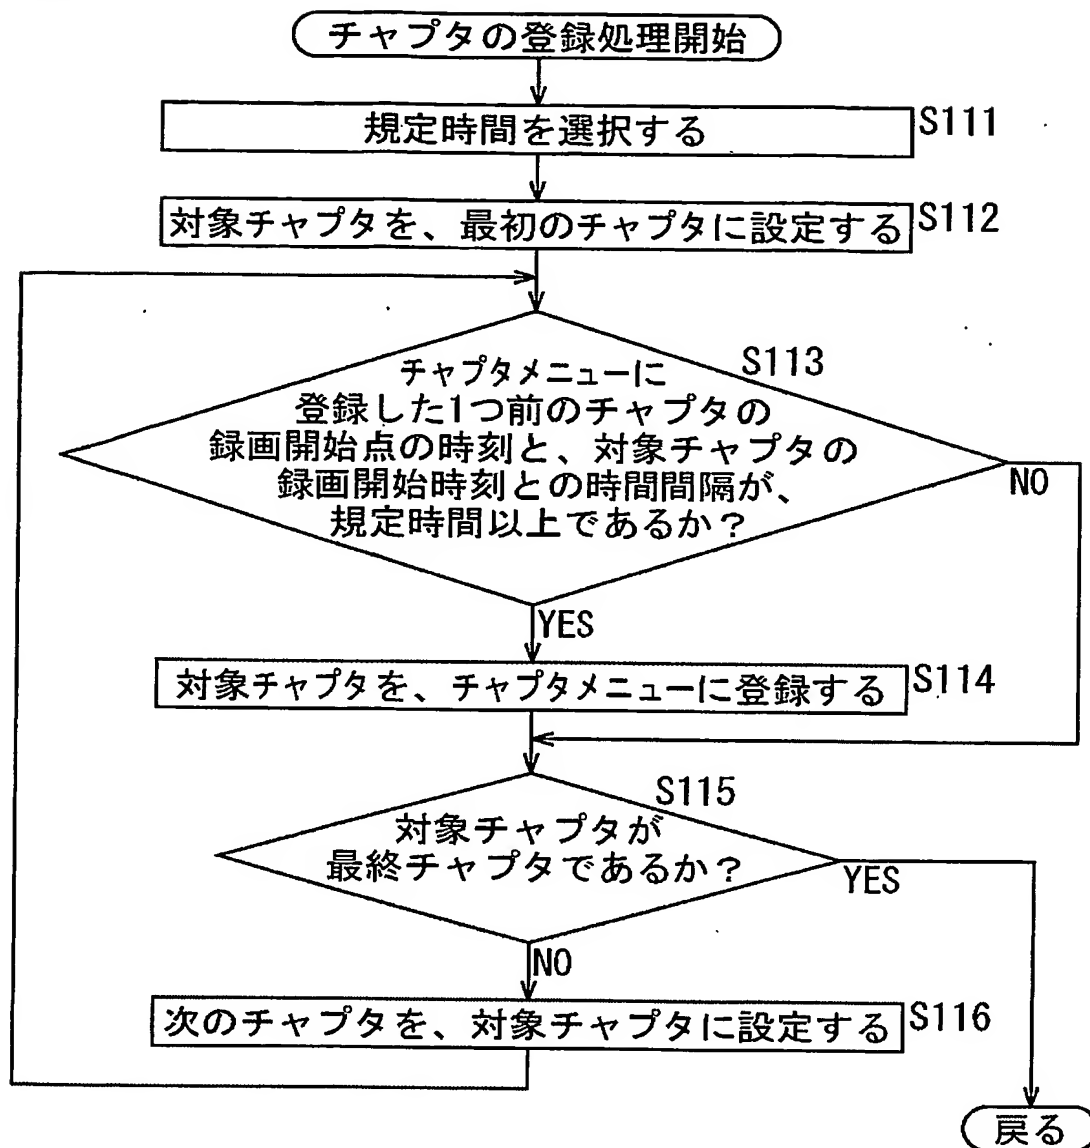 チャプタの登録処理開始
規定時間を選択する
S111
対象チャプタを、最初のチャプタに設定する
S112
S113
チャプタメニューに
登録した1つ前のチャプタの
録画開始点の時刻と、対象チャプタの
録画開始時刻との時間間隔が、
規定時間以上であるか？
NO
YES
対象チャプタを、チャプタメニューに登録する
S114
S115
対象チャプタが
最終チャプタであるか？
YES
NO
次のチャプタを、対象チャプタに設定する
S116
戻る